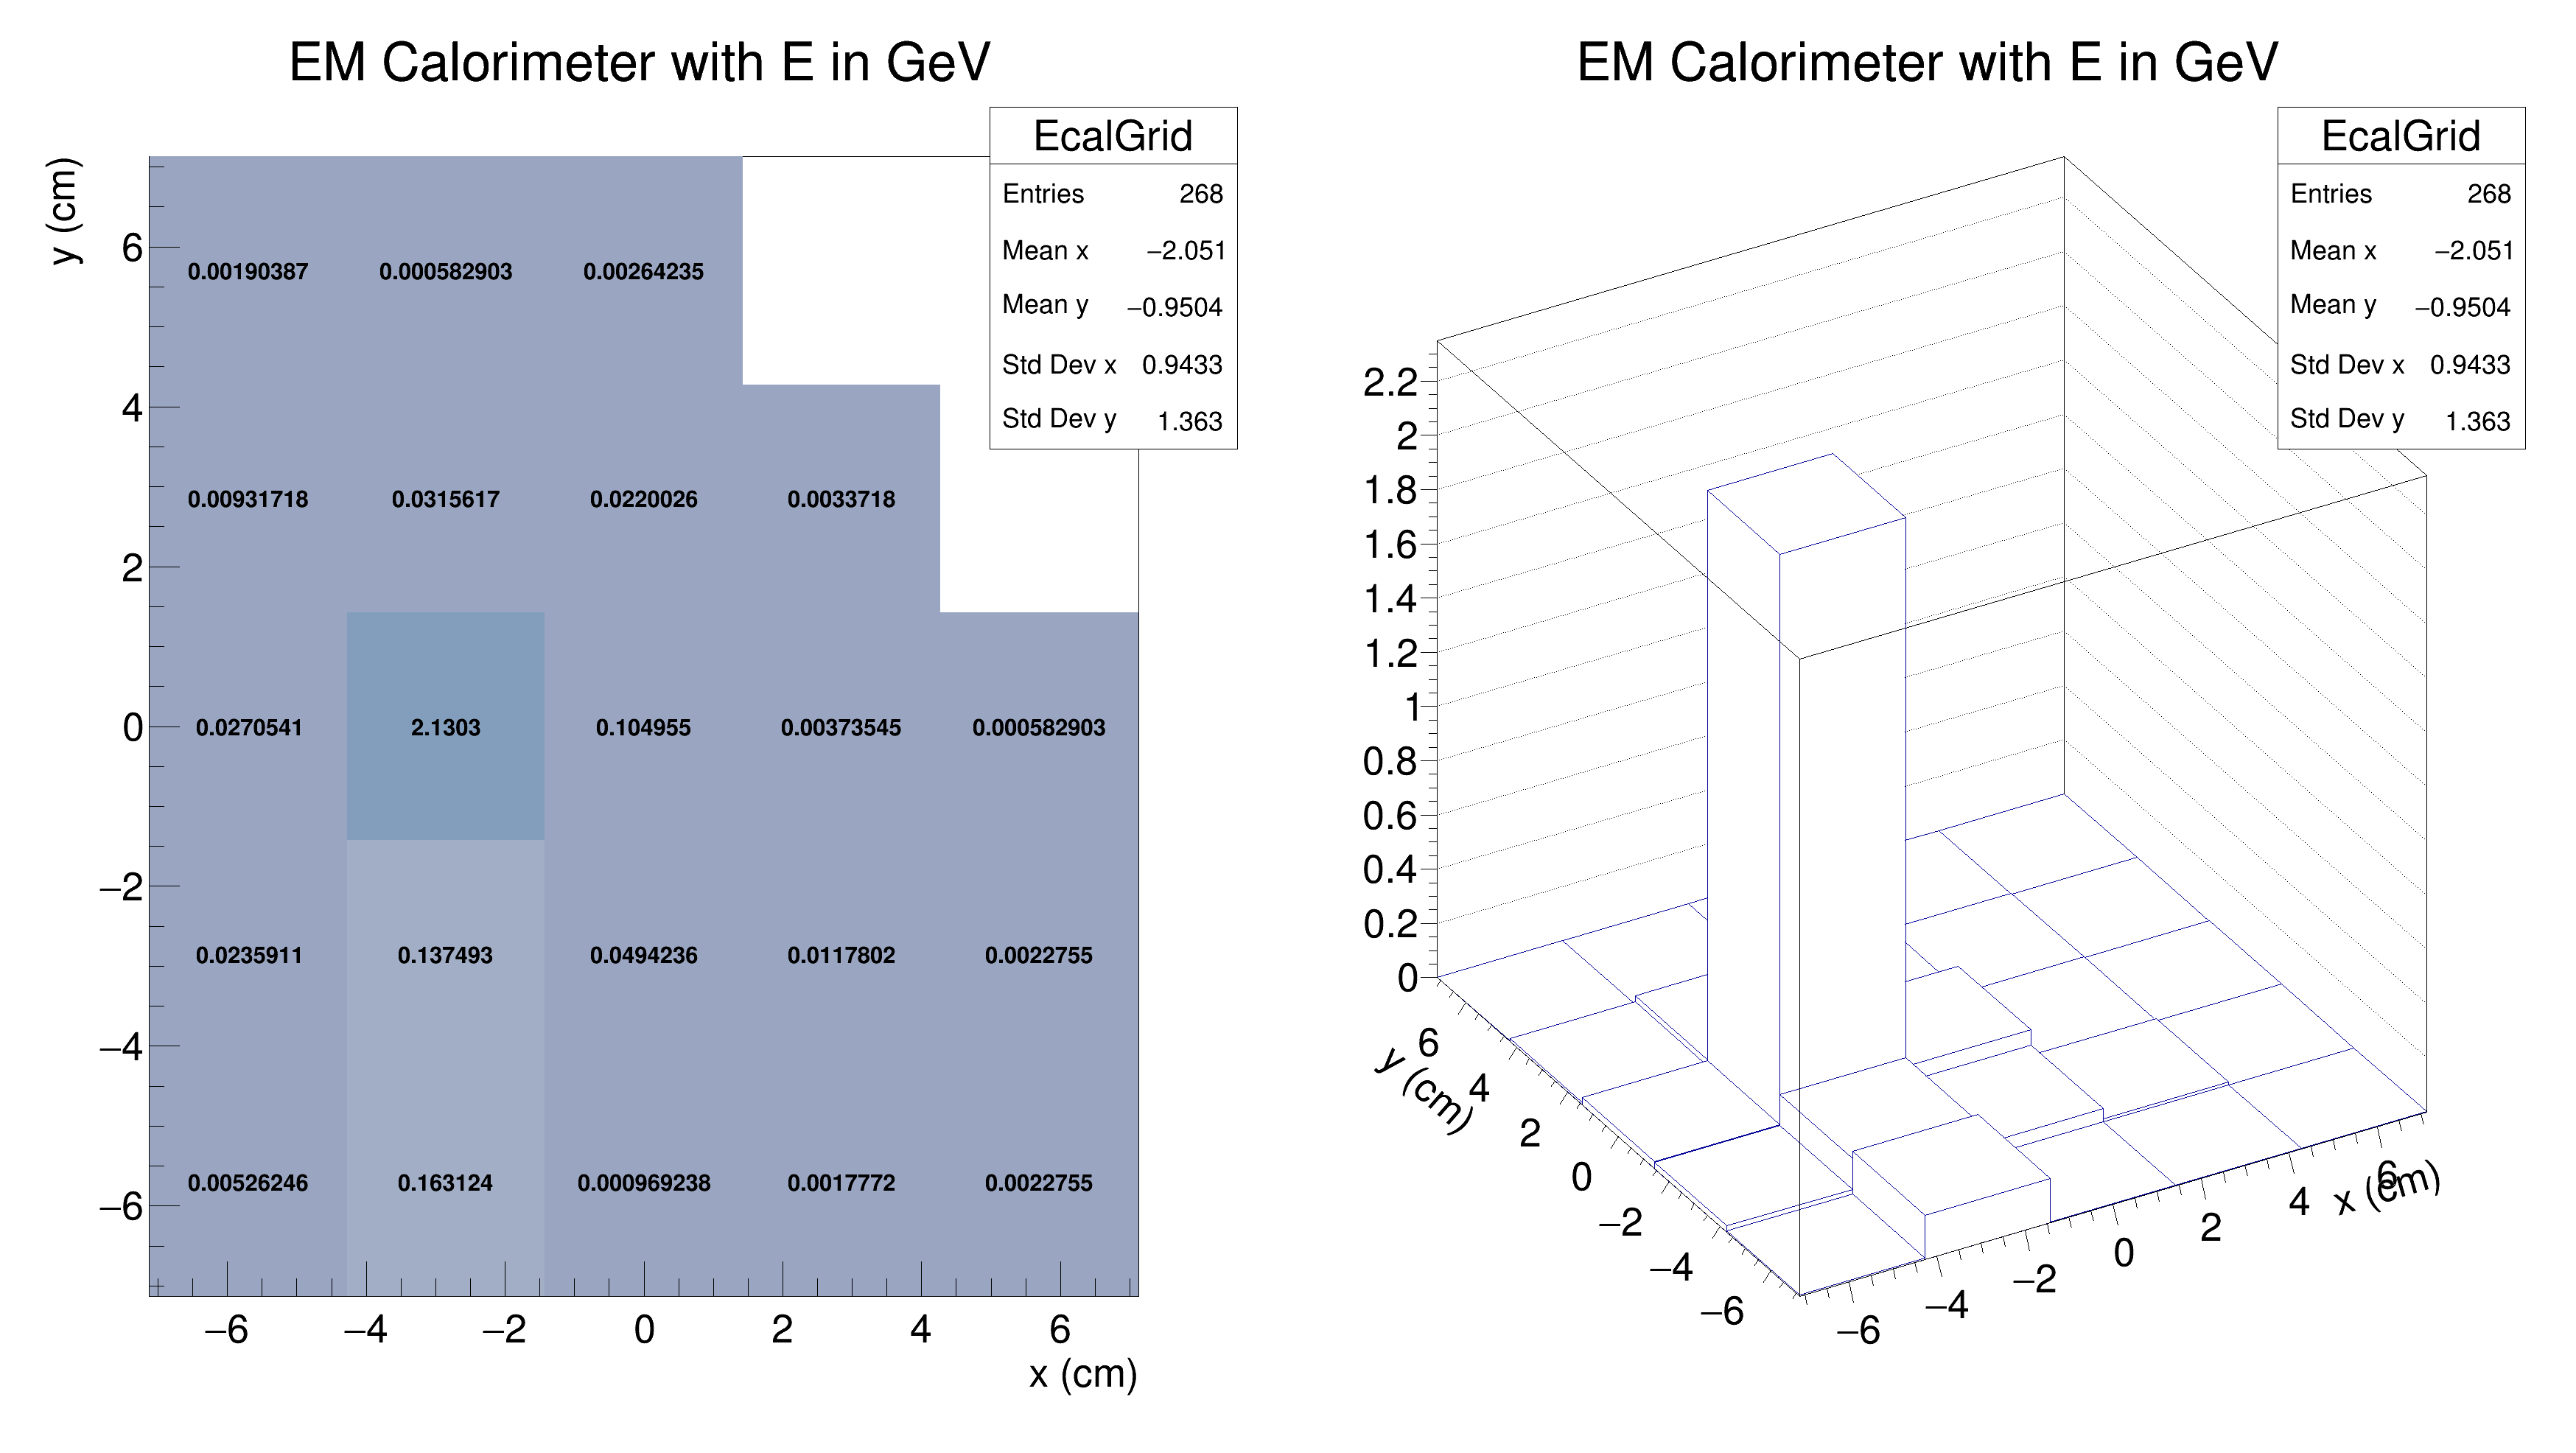 EM Calorimeter with E in GeV
EcalGrid
Entries 268
Mean x −2.051
Mean y −0.9504
Std Dev x 0.9433
Std Dev y 1.363
y (cm)
6
4
2
0
−2
−4
−6
0.00190387 0.000582903 0.00264235
0.00931718 0.0315617 0.0220026 0.0033718
0.0270541 2.1303 0.104955 0.00373545 0.000582903
0.0235911 0.137493 0.0494236 0.0117802 0.0022755
0.00526246 0.163124 0.000969238 0.0017772 0.0022755
−6 −4 −2 0 2 4 6
x (cm)
EM Calorimeter with E in GeV
EcalGrid
Entries 268
Mean x −2.051
Mean y −0.9504
Std Dev x 0.9433
Std Dev y 1.363
2.2
2
1.8
1.6
1.4
1.2
1
0.8
0.6
0.4
0.2
0
y (cm)
6
4
2
0
−2
−4
−6
−6 −4 −2 0 2 4 6
x (cm)